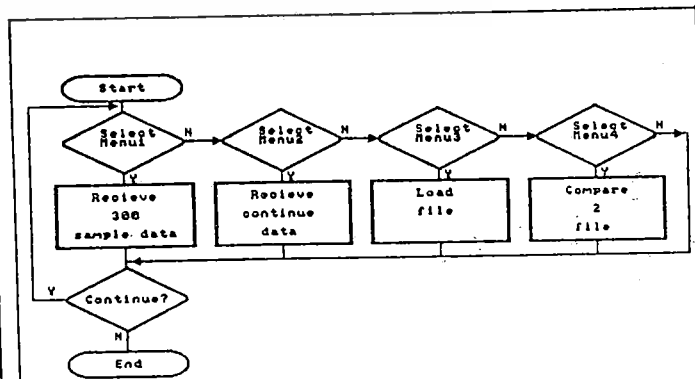 Start
Select
Menu1
N
Select
Menu2
N
Select
Menu3
N
Select
Menu4
N
Y
Y
Y
Y
Recieve
300
sample data
Recieve
continue
data
Load
file
Compare
2
file
Y
Continue?
N
End